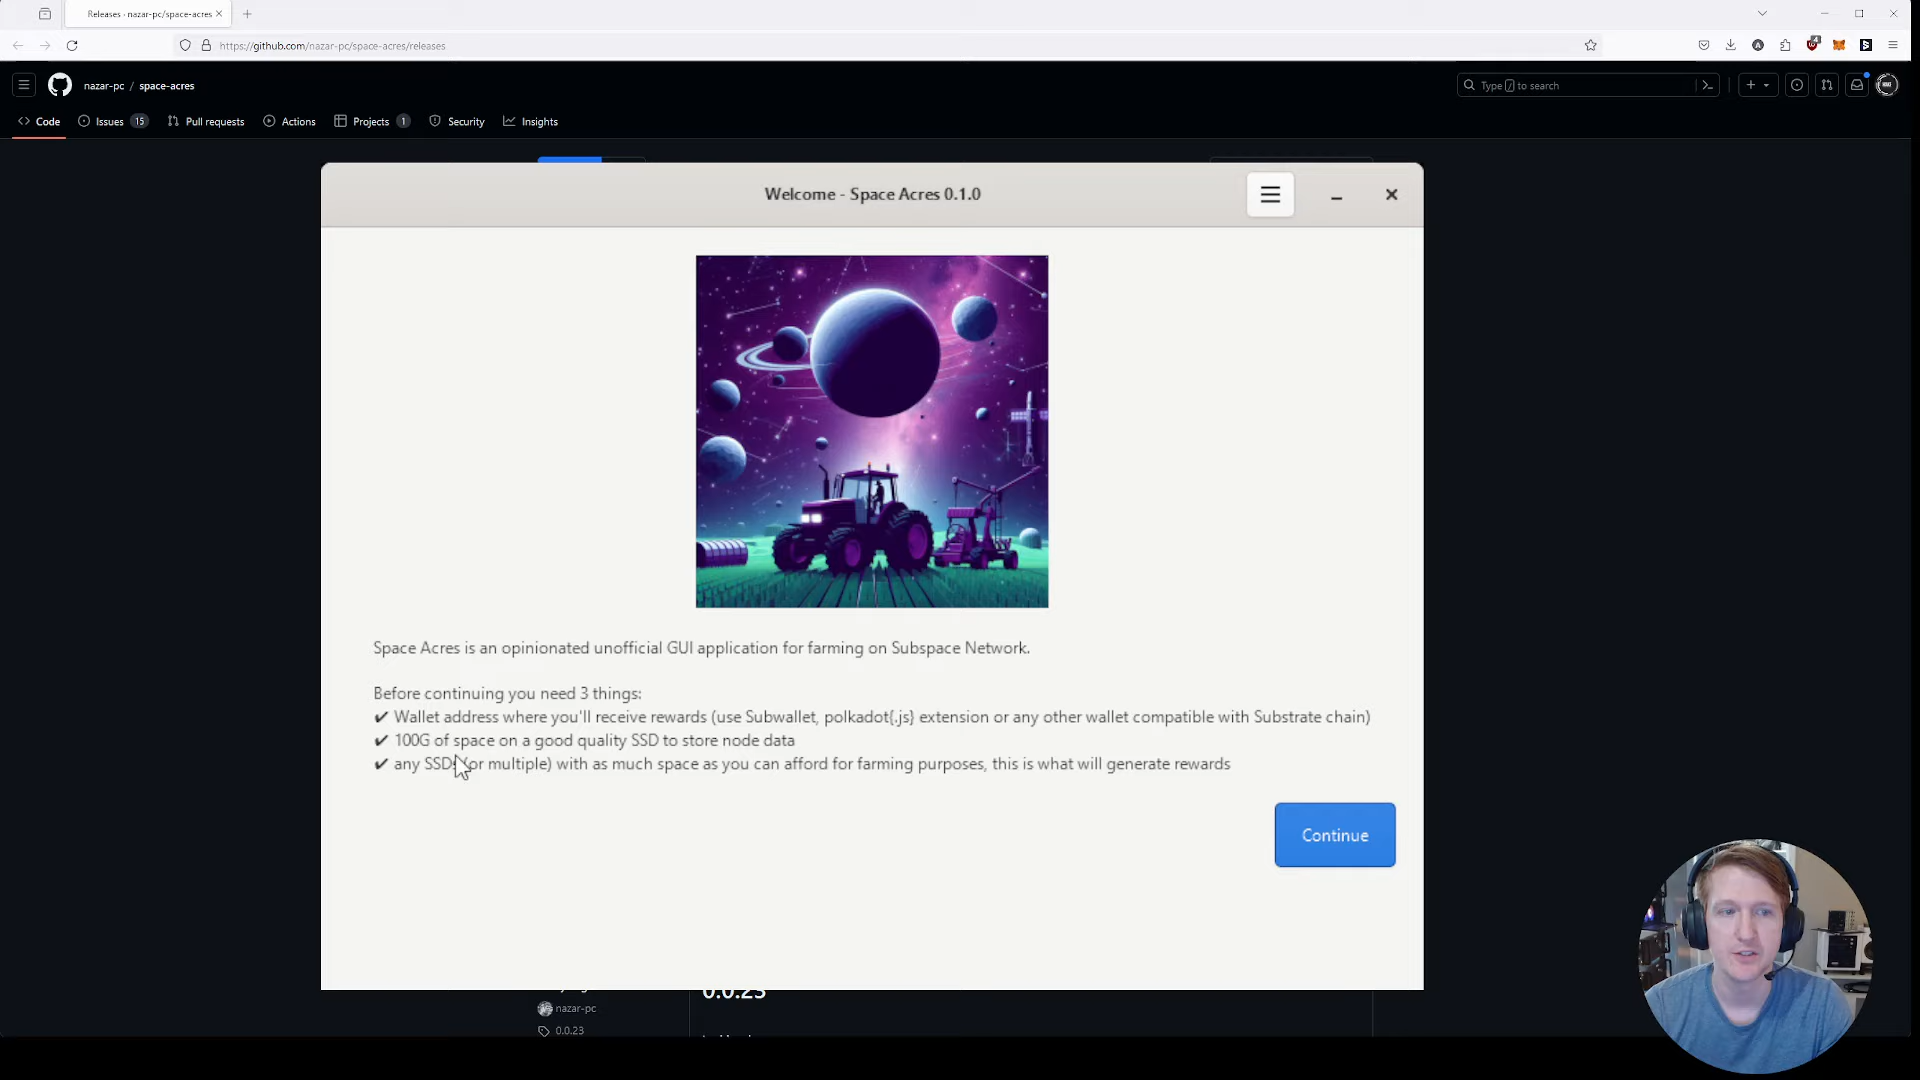 Releases · nazar-pc/space-acres
https://github.com/nazar-pc/space-acres/releases
nazar-pc / space-acres
Type / to search
Code
Issues 15
Pull requests
Actions
Projects 1
Security
Insights
Welcome - Space Acres 0.1.0
Space Acres is an opinionated unofficial GUI application for farming on Subspace Network.
Before continuing you need 3 things:
✔ Wallet address where you'll receive rewards (use Subwallet, polkadot{.js} extension or any other wallet compatible with Substrate chain)
✔ 100G of space on a good quality SSD to store node data
✔ any SSDs (or multiple) with as much space as you can afford for farming purposes, this is what will generate rewards
Continue
0.0.23
nazar-pc
0.0.23